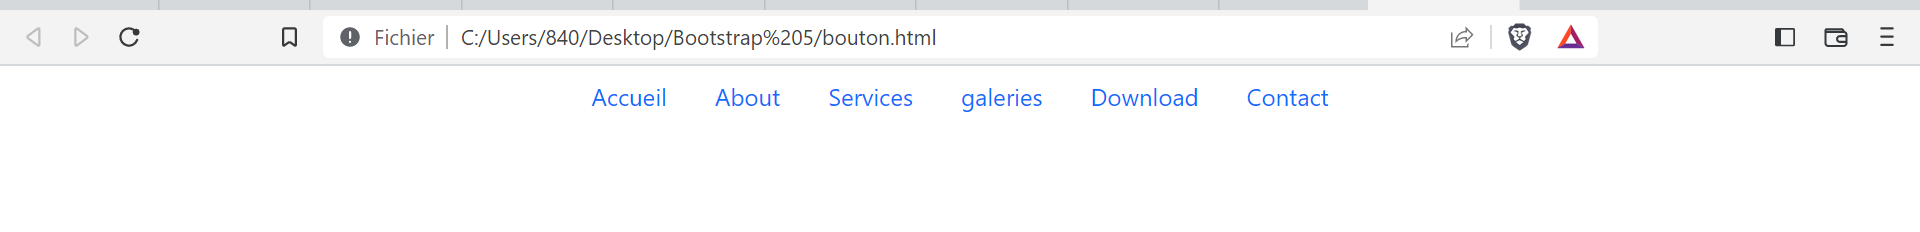 Fichier C:/Users/840/Desktop/Bootstrap%205/bouton.html
Accueil About Services galeries Download Contact